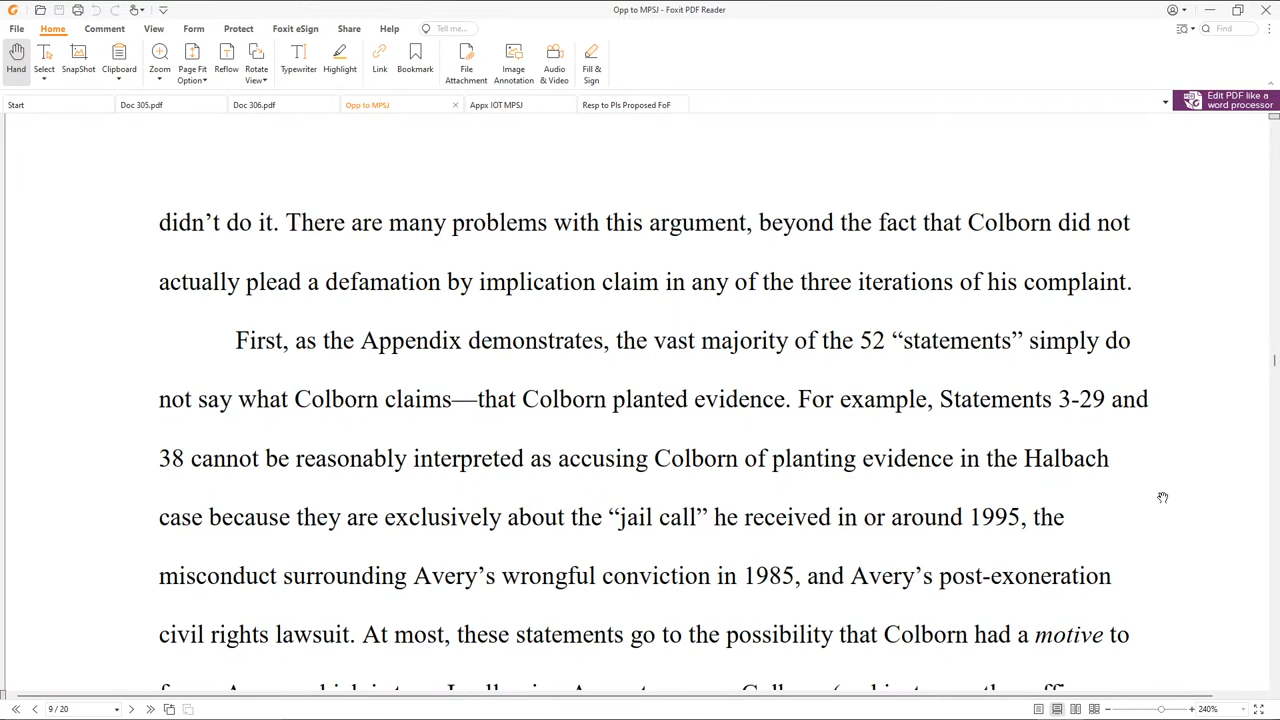 Opp to MPSJ - Foxit PDF Reader
File Home Comment View Form Protect Foxit eSign Share Help Tell me... Find
Hand Select SnapShot Clipboard Zoom Page Fit Option Reflow Rotate View Typewriter Highlight Link Bookmark File Attachment Image Annotation Audio & Video Fill & Sign
Start Doc 305.pdf Doc 306.pdf Opp to MPSJ Appx IOT MPSJ Resp to Pls Proposed FoF
Edit PDF like a
word processor
didn’t do it. There are many problems with this argument, beyond the fact that Colborn did not
actually plead a defamation by implication claim in any of the three iterations of his complaint.
First, as the Appendix demonstrates, the vast majority of the 52 “statements” simply do
not say what Colborn claims—that Colborn planted evidence. For example, Statements 3-29 and
38 cannot be reasonably interpreted as accusing Colborn of planting evidence in the Halbach
case because they are exclusively about the “jail call” he received in or around 1995, the
misconduct surrounding Avery’s wrongful conviction in 1985, and Avery’s post-exoneration
civil rights lawsuit. At most, these statements go to the possibility that Colborn had a motive to
9 / 20 240%